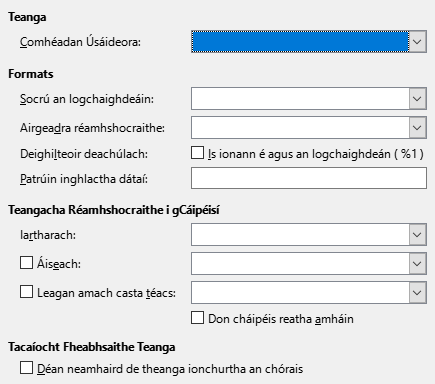 Teanga
Comhéadan Úsáideora:
Formats
Socrú an logchaighdeáin:
Airgeadra réamhshocraithe:
Deighilteoir deachúlach: Is ionann é agus an logchaighdeán ( %1 )
Patrúin inghlactha dátaí:
Teangacha Réamhshocraithe i gCáipéisí
Iartharach:
Áiseach:
Leagan amach casta téacs:
Don cháipéis reatha amháin
Tacaíocht Fheabhsaithe Teanga
Déan neamhaird de theanga ionchurtha an chórais